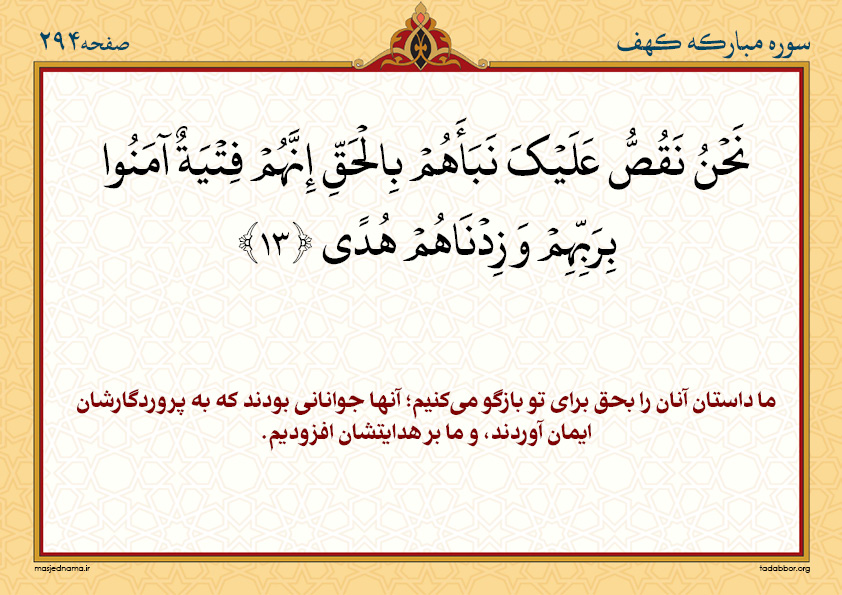 سوره مبارکه کهف
صفحه۲۹۴
نَحْنُ نَقُصُّ عَلَيْکَ نَبَأَهُمْ بِالْحَقِّ إِنَّهُمْ فِتْيَةٌ آمَنُوا
بِرَبِّهِمْ وَ زِدْنَاهُمْ هُدًى ﴿۱۳﴾
ما داستان آنان را بحق برای تو بازگو می‌کنیم؛ آنها جوانانی بودند که به پروردگارشان
ایمان آوردند، و ما بر هدایتشان افزودیم.
masjednama.ir
tadabbor.org